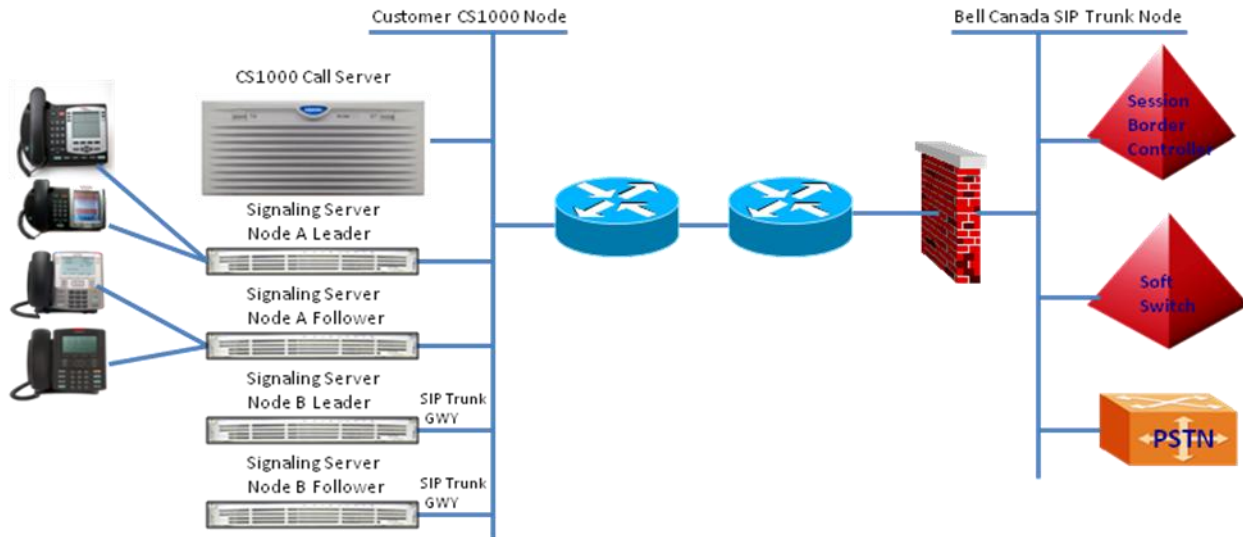 Customer CS1000 Node
Bell Canada SIP Trunk Node
CS1000 Call Server
Signaling Server
Node A Leader
Signaling Server
Node A Follower
Signaling Server
Node B Leader
SIP Trunk
GWY
Signaling Server
Node B Follower
SIP Trunk
GWY
Session
Border
Controller
Soft
Switch
PSTN